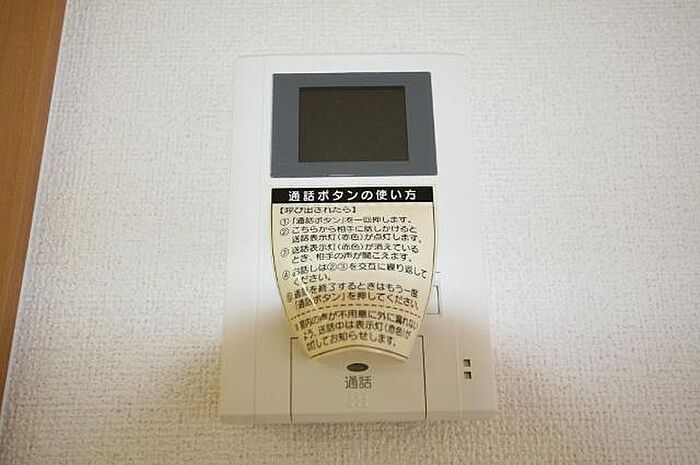 通話ボタンの使い方
【呼び出されたら】
①「通話ボタン」を一回押します。
②こちらから相手に話しかけると
送話表示灯(赤色)が点灯します。
③送話表示灯(赤色)が消えている
とき、相手の声が聞こえます。
④お話しは②③を交互に繰り返して
ください。
⑤通話を終了するときはもう一度
「通話ボタン」を押してください。
室内の声が不用意に外に漏れない
よう、送話中は表示灯(赤色)が
点灯してお知らせします。
通話